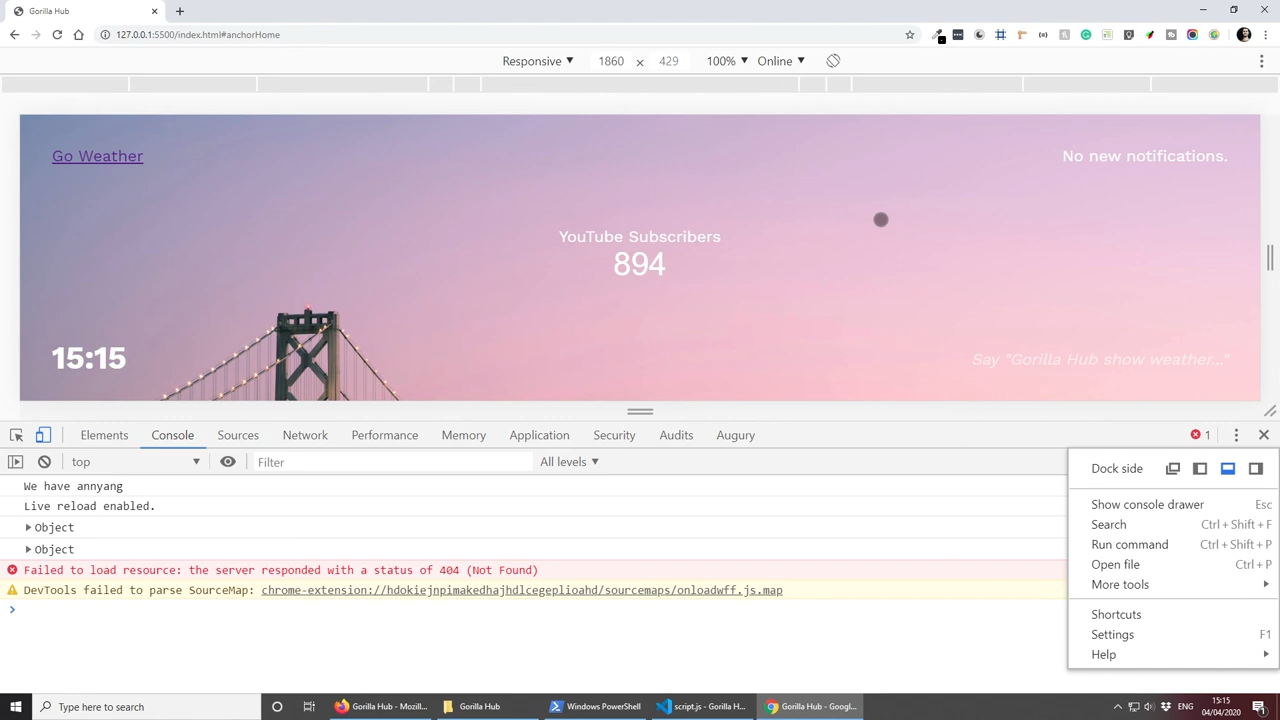 Gorilla Hub
127.0.0.1:5500/index.html#anchorHome
Responsive 1860 × 429 100% Online
Go Weather
No new notifications.
YouTube Subscribers
894
15:15
Say "Gorilla Hub show weather..."
Elements Console Sources Network Performance Memory Application Security Audits Augury 1
top Filter All levels
We have annyang
Live reload enabled.
Object
Object
Failed to load resource: the server responded with a status of 404 (Not Found)
DevTools failed to parse SourceMap: chrome-extension://hdokiejnpimakedhajhdlcegeplioahd/sourcemaps/onloadwff.js.map
Dock side
Show console drawer Esc
Search Ctrl + Shift + F
Run command Ctrl + Shift + P
Open file Ctrl + P
More tools
Shortcuts
Settings F1
Help
Type here to search
Gorilla Hub - Mozill...
Gorilla Hub
Windows PowerShell
script.js - Gorilla H...
Gorilla Hub - Googl...
ENG
15:15
04/04/2020